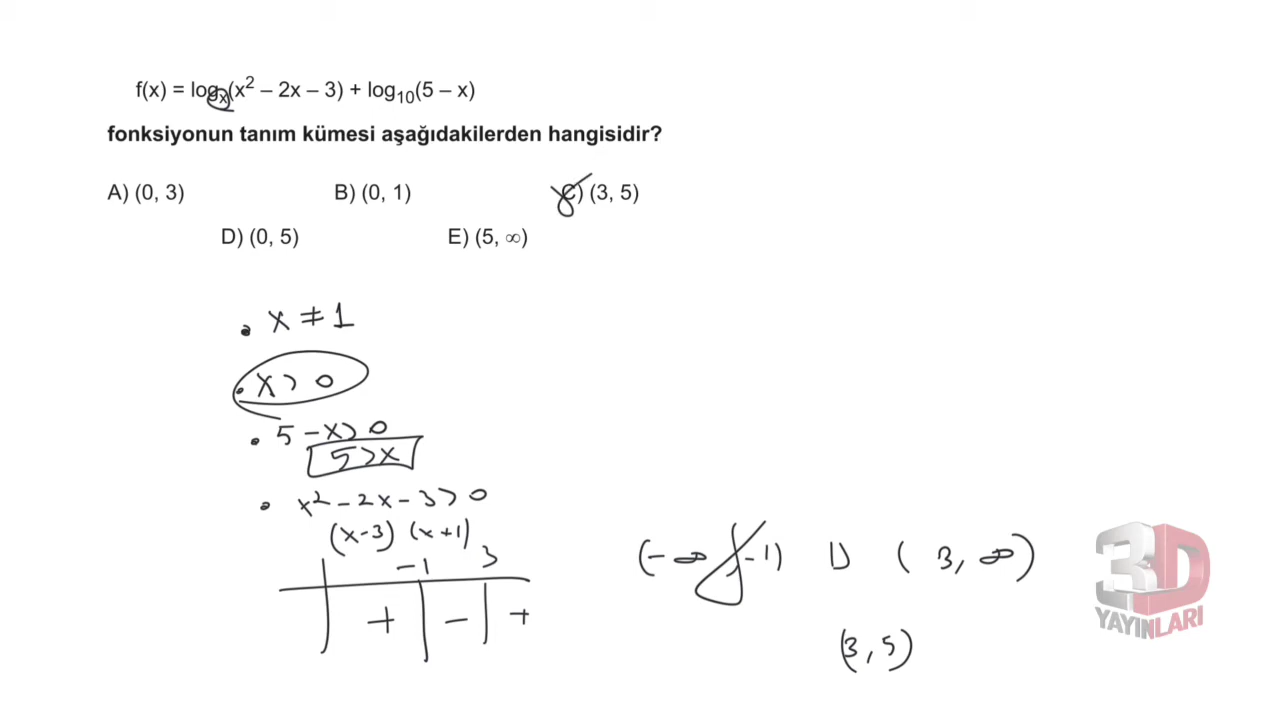 f(x) = logₓ(x² – 2x – 3) + log₁₀(5 – x)
fonksiyonun tanım kümesi aşağıdakilerden hangisidir?
A) (0, 3) B) (0, 1) C) (3, 5)
D) (0, 5) E) (5, ∞)
• x ≠ 1
• x > 0
• 5 – x > 0
5 > x
• x² – 2x – 3 > 0
(x – 3) (x + 1)
–1 3
+ – +
(–∞, –1) U (3, ∞)
(3, 5)
3D
YAYINLARI